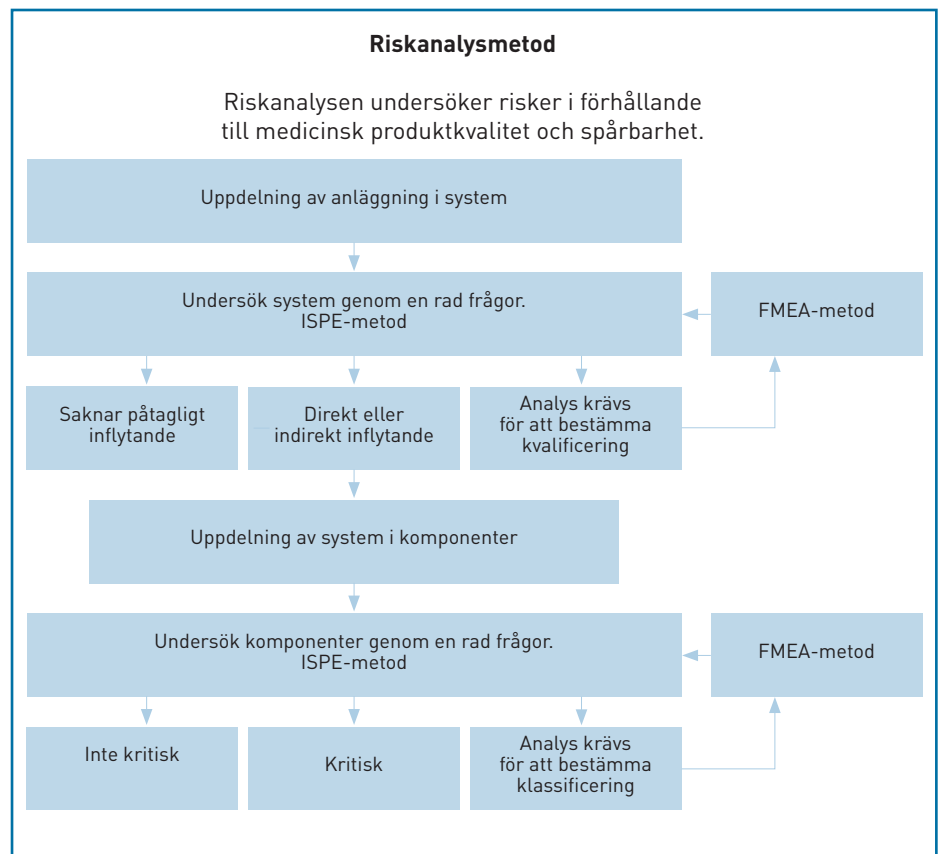 Riskanalysmetod
Riskanalysen undersöker risker i förhållande
till medicinsk produktkvalitet och spårbarhet.
Uppdelning av anläggning i system
Undersök system genom en rad frågor.
ISPE-metod
FMEA-metod
Saknar påtagligt
inflytande
Direkt eller
indirekt inflytande
Analys krävs
för att bestämma
kvalificering
Uppdelning av system i komponenter
Undersök komponenter genom en rad frågor.
ISPE-metod
FMEA-metod
Inte kritisk
Kritisk
Analys krävs
för att bestämma
klassificering